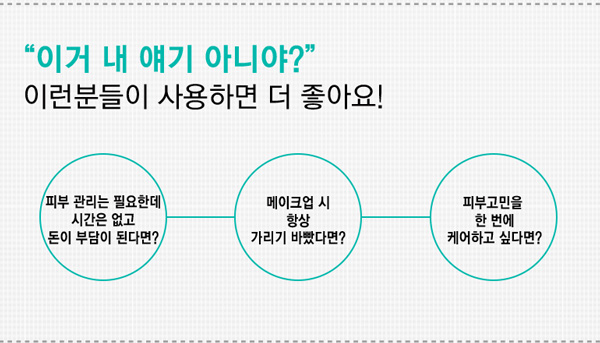 “이거 내 얘기 아니야?”
이런분들이 사용하면 더 좋아요!
피부 관리는 필요한데
시간은 없고
돈이 부담이 된다면?
메이크업 시
항상
가리기 바빴다면?
피부고민을
한 번에
케어하고 싶다면?